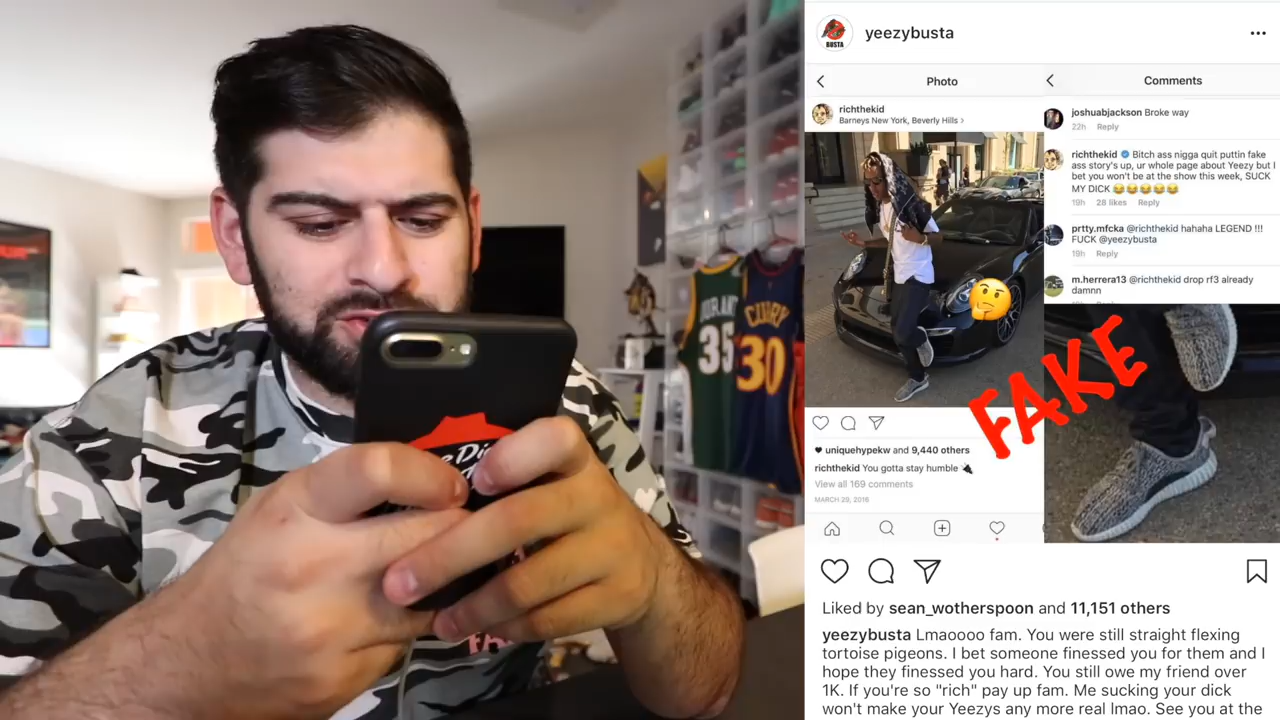 DURANT
35
CURRY
30
yeezybusta
BUSTA
Photo
richthekid
Barneys New York, Beverly Hills >
FAKE
uniquehypekw and 9,440 others
richthekid You gotta stay humble
View all 169 comments
MARCH 29, 2016
Comments
joshuabjackson Broke way
22h Reply
richthekid Bitch ass nigga quit puttin fake
ass story's up, ur whole page about Yeezy but I
bet you won't be at the show this week, SUCK
MY DICK 😂😂😂😂😂
19h 28 likes Reply
prtty.mfcka @richthekid hahaha LEGEND !!!
FUCK @yeezybusta
19h Reply
m.herrera13 @richthekid drop rf3 already
damnn
Liked by sean_wotherspoon and 11,151 others
yeezybusta Lmaoooo fam. You were still straight flexing
tortoise pigeons. I bet someone finessed you for them and I
hope they finessed you hard. You still owe my friend over
1K. If you're so "rich" pay up fam. Me sucking your dick
won't make your Yeezys any more real lmao. See you at the